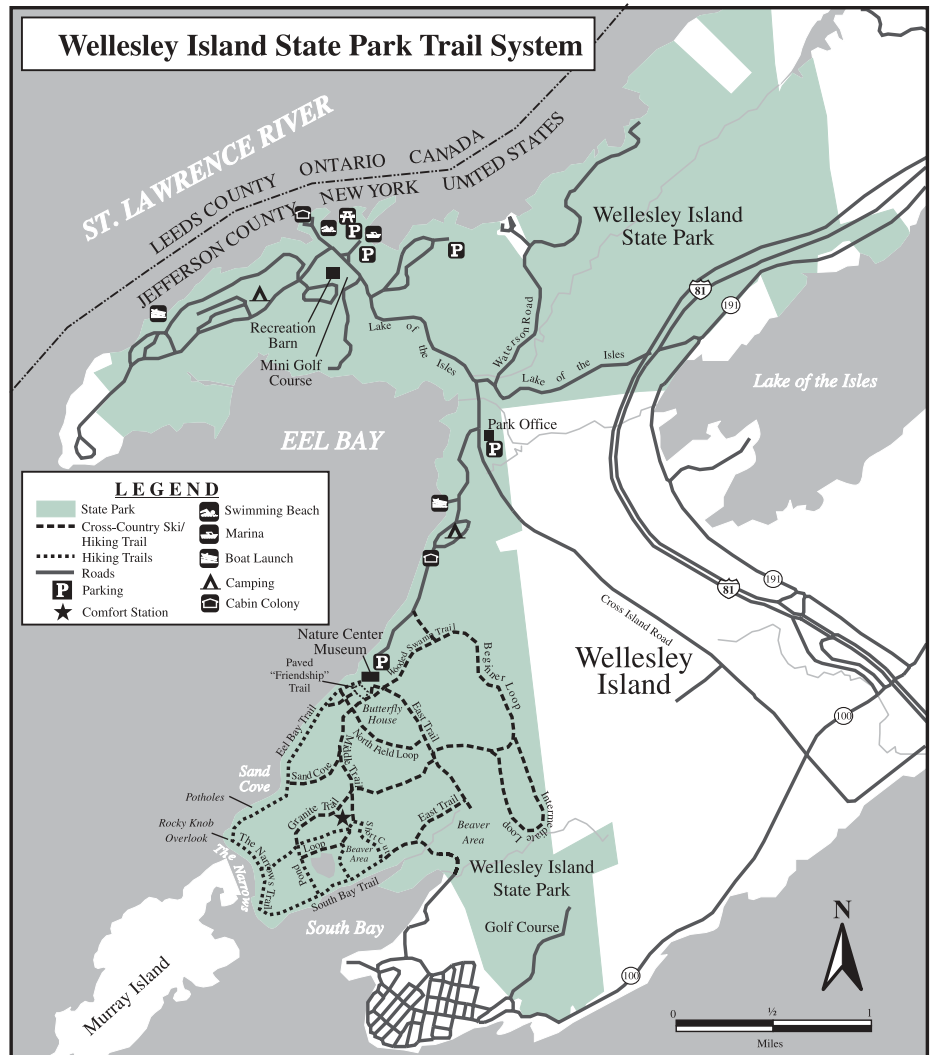 Wellesley Island State Park Trail System
ST. LAWRENCE RIVER
LEEDS COUNTY ONTARIO CANADA
JEFFERSON COUNTY NEW YORK UNITED STATES
Wellesley Island
State Park
P
P
P
81
191
Recreation
Barn
Mini Golf
Course
Lake of the Isles
Waterson Road
Lake of the Isles
Lake of the Isles
EEL BAY
Park Office
P
LEGEND
State Park
Cross-Country Ski/
Hiking Trail
Hiking Trails
Roads
P Parking
Comfort Station
Swimming Beach
Marina
Boat Launch
Camping
Cabin Colony
81
191
Cross Island Road
Wellesley
Island
100
Nature Center
Museum
P
Paved
“Friendship”
Trail
Wooded Swamp Trail
Beginner Loop
Butterfly
House
East Trail
Eel Bay Trail
North Field Loop
Middle Trail
Sand Cove
Sand
Cove
Potholes
Granite Trail
East Trail
Intermediate Loop
Rocky Knob
Overlook
Short Cut
Beaver
Area
Loop
Pond
Beaver
Area
The Narrows
The Narrows Trail
South Bay Trail
South Bay
Wellesley Island
State Park
Golf Course
Murray Island
100
N
0 ½ 1
Miles